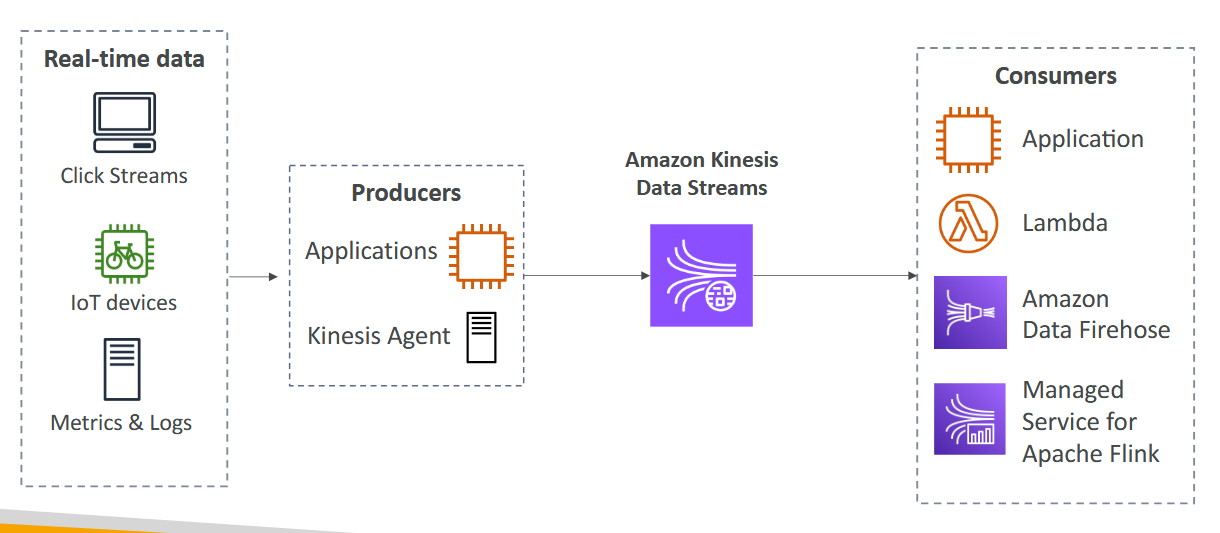 Real-time data
Click Streams
IoT devices
Metrics & Logs
Producers
Applications
Kinesis Agent
Amazon Kinesis
Data Streams
Consumers
Application
Lambda
Amazon
Data Firehose
Managed
Service for
Apache Flink